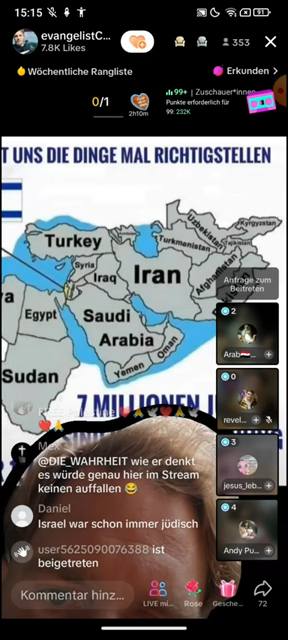 15:15
91
evangelistC...
7.8K Likes
353
Wöchentliche Rangliste
Erkunden >
0/1
2h10m
99+ | Zuschauer*innen
Punkte erforderlich für
99: 232K
T UNS DIE DINGE MAL RICHTIGSTELLEN
Turkey
Syria
Iraq
Iran
Uzbekistan
Turkmenistan
Kyrgyzstan
Tajikistan
Afghanistan
Egypt
Saudi
Arabia
Oman
Yemen
Sudan
7 MILLIONEN
Anfrage zum
Beitreten
2
Arab
0
revel...
3
jesus_leb...
4
Andy Pu...
@DIE_WAHRHEIT wie er denkt
es würde genau hier im Stream
keinen auffallen
Daniel
Israel war schon immer jüdisch
user5625090076388 ist
beigetreten
Kommentar hinz...
LIVE mi...
Rose
Gesche...
72